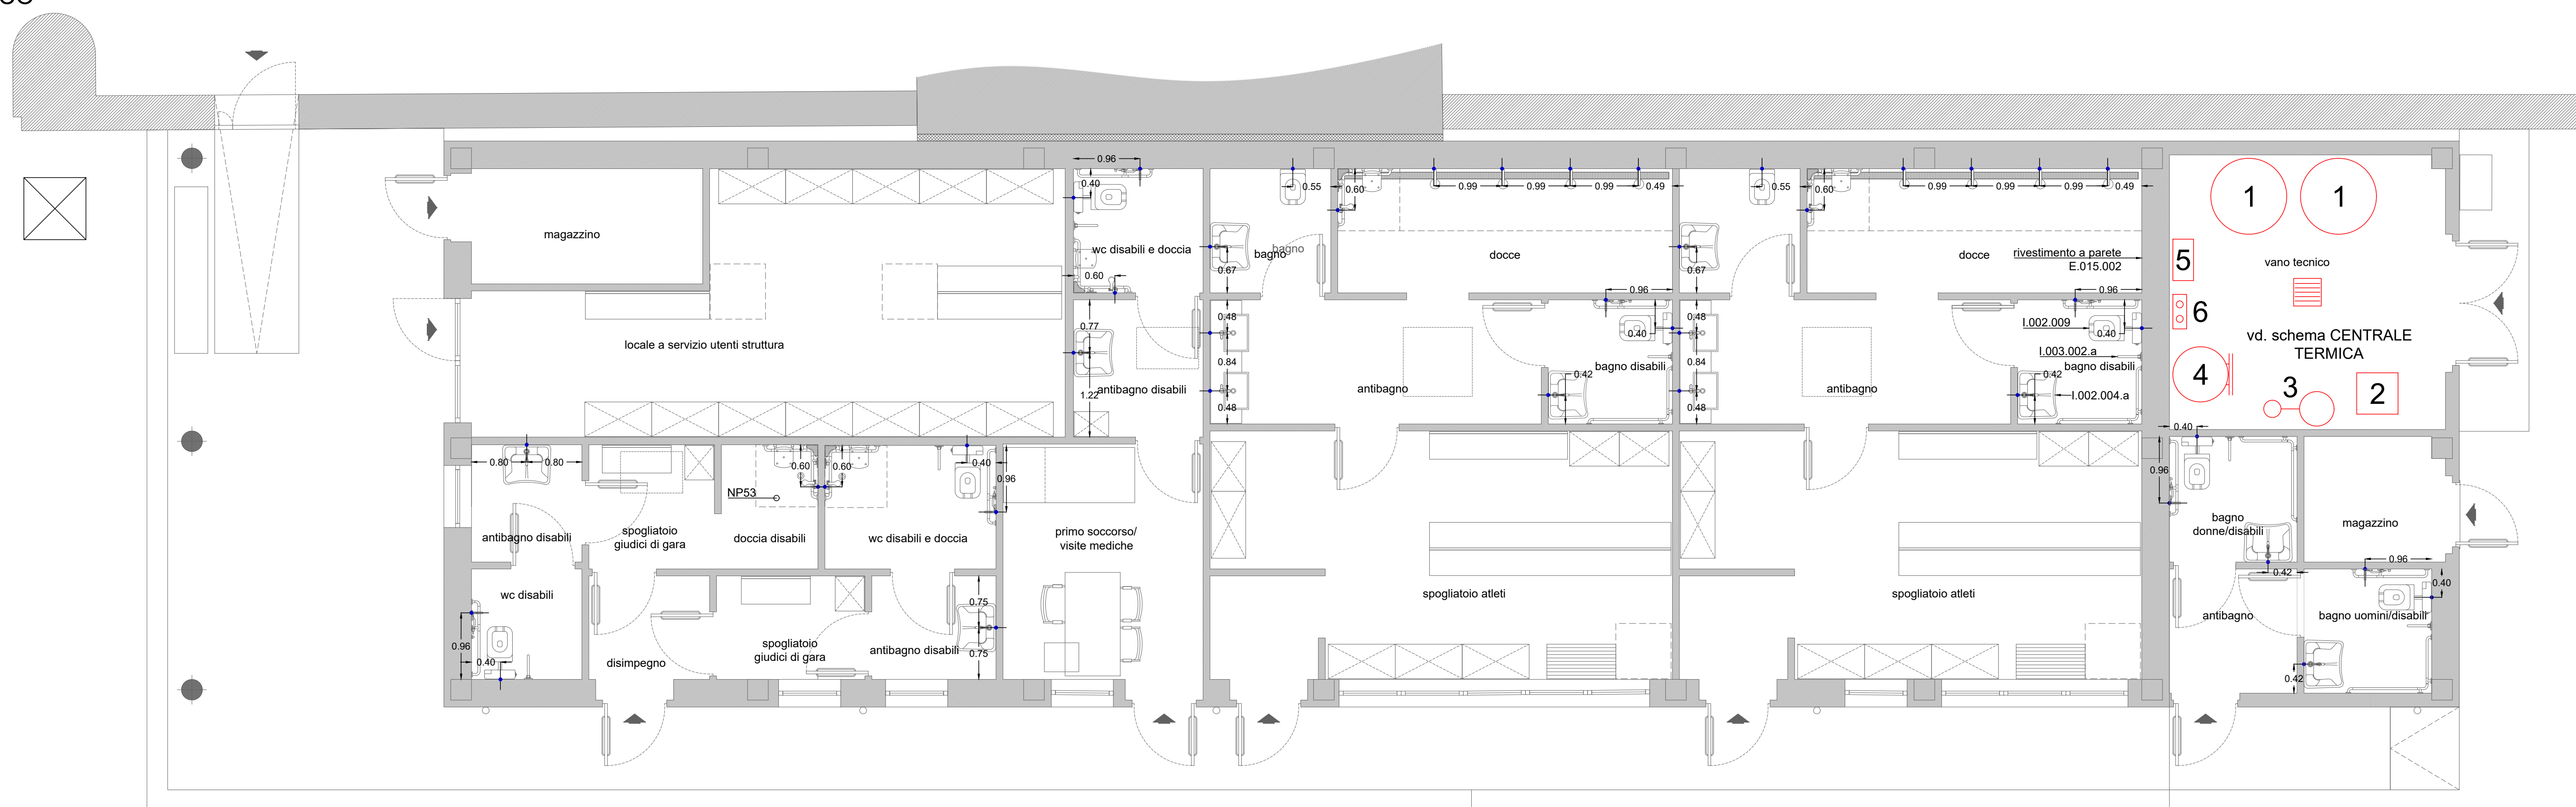 magazzino
locale a servizio utenti struttura
0.96
0.40
wc disabili e doccia
0.60
0.77
antibagno disabili
1.22
0.55
bagno
bagno
0.67
0.60
0.99
0.99
0.99
0.49
docce
0.96
0.48
0.84
0.48
antibagno
0.40
bagno disabili
0.42
0.55
0.67
0.60
0.99
0.99
0.99
0.49
docce
rivestimento a parete
E.015.002
0.96
0.48
0.84
0.48
antibagno
I.002.009
0.40
I.003.002.a
bagno disabili
0.42
I.002.004.a
1
1
5
vano tecnico
6
vd. schema CENTRALE
TERMICA
4
3
2
0.80
0.80
antibagno disabili
spogliatoio
giudici di gara
NP53
0.60
0.60
doccia disabili
wc disabili e doccia
0.40
0.96
primo soccorso/
visite mediche
wc disabili
0.96
0.40
disimpegno
spogliatoio
giudici di gara
antibagno disabili
0.75
0.75
spogliatoio atleti
spogliatoio atleti
0.40
0.96
bagno
donne/disabili
0.42
magazzino
0.96
0.40
antibagno
bagno uomini/disabili
0.42